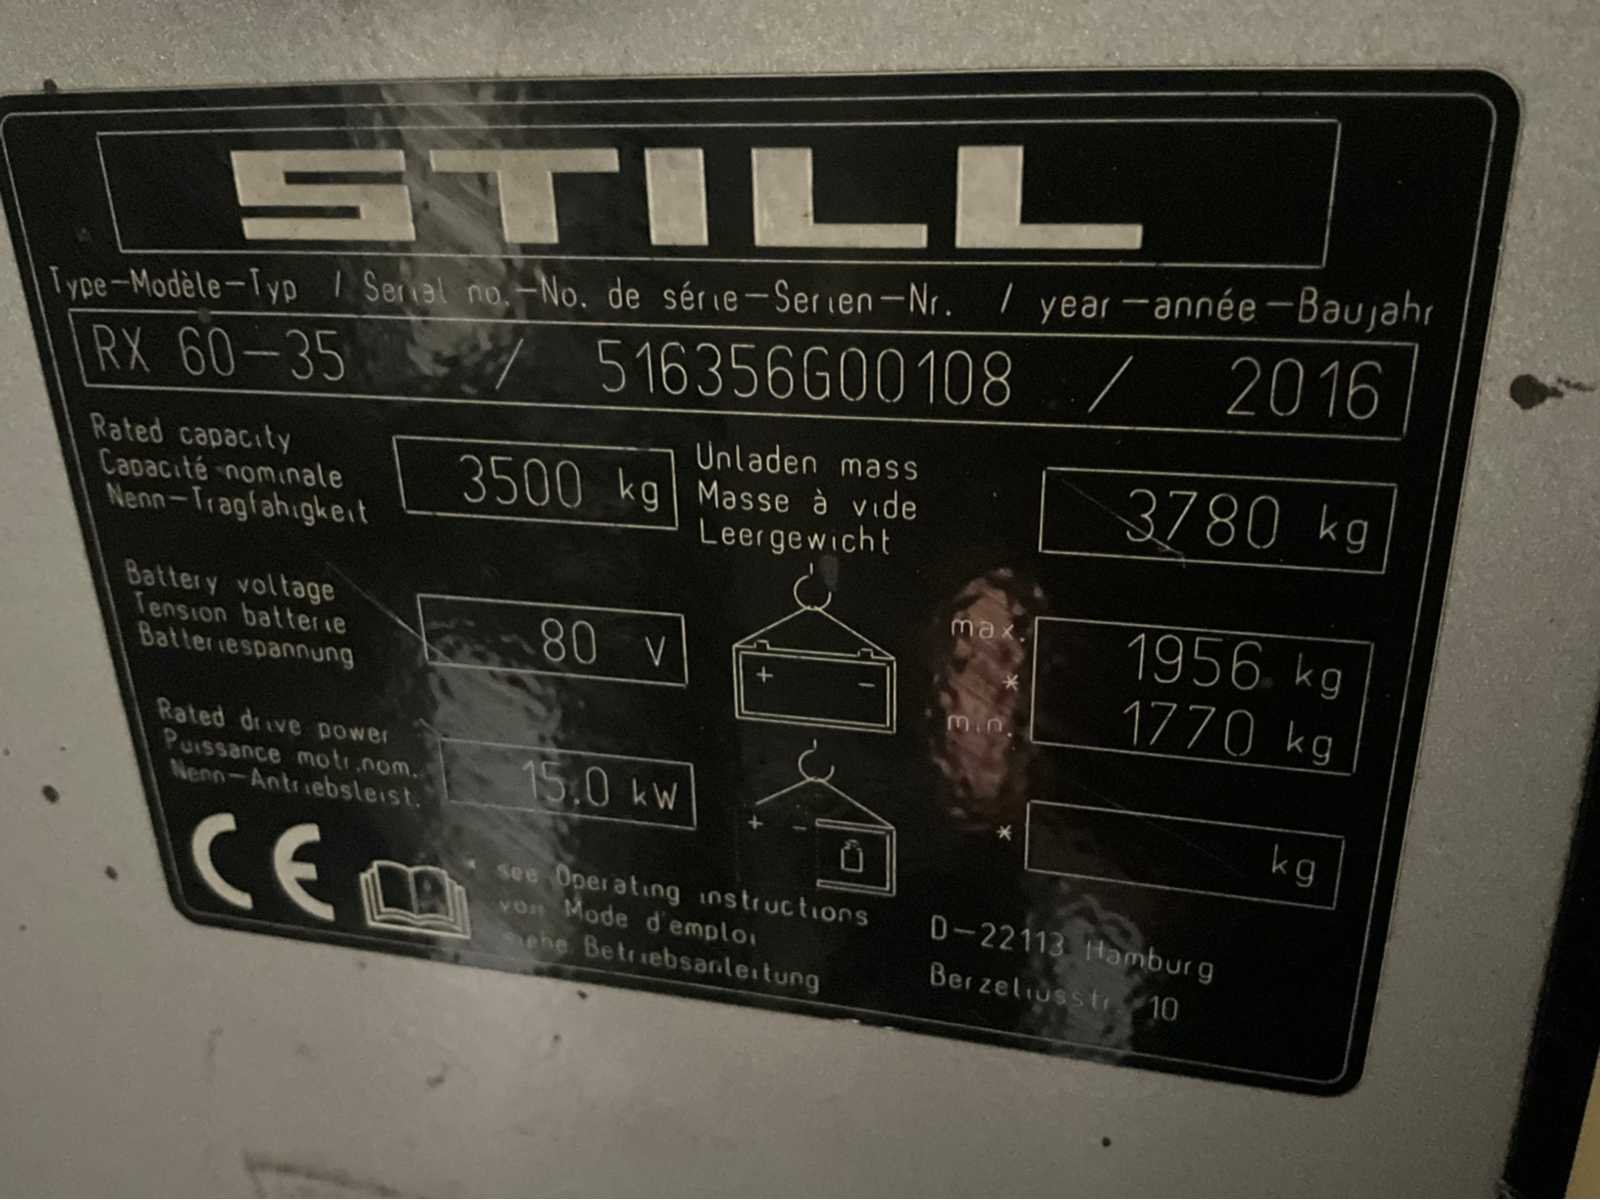 STILL
Type-Modèle-Typ / Serial no.-No. de série-Serien-Nr. / year-année-Baujahr
RX 60-35 / 516356G00108 / 2016
Rated capacity
Capacité nominale
Nenn-Tragfähigkeit
3500 kg
Unladen mass
Masse à vide
Leergewicht
3780 kg
Battery voltage
Tension batterie
Batteriespannung
80 V
+ -
max. 1956 kg
*
min. 1770 kg
Rated drive power
Puissance motr.nom.
Nenn-Antriebsleist.
15.0 kW
+ -
* kg
CE
* see Operating instructions
voir Mode d'emploi
siehe Betriebsanleitung
D-22113 Hamburg
Berzeliusstr. 10